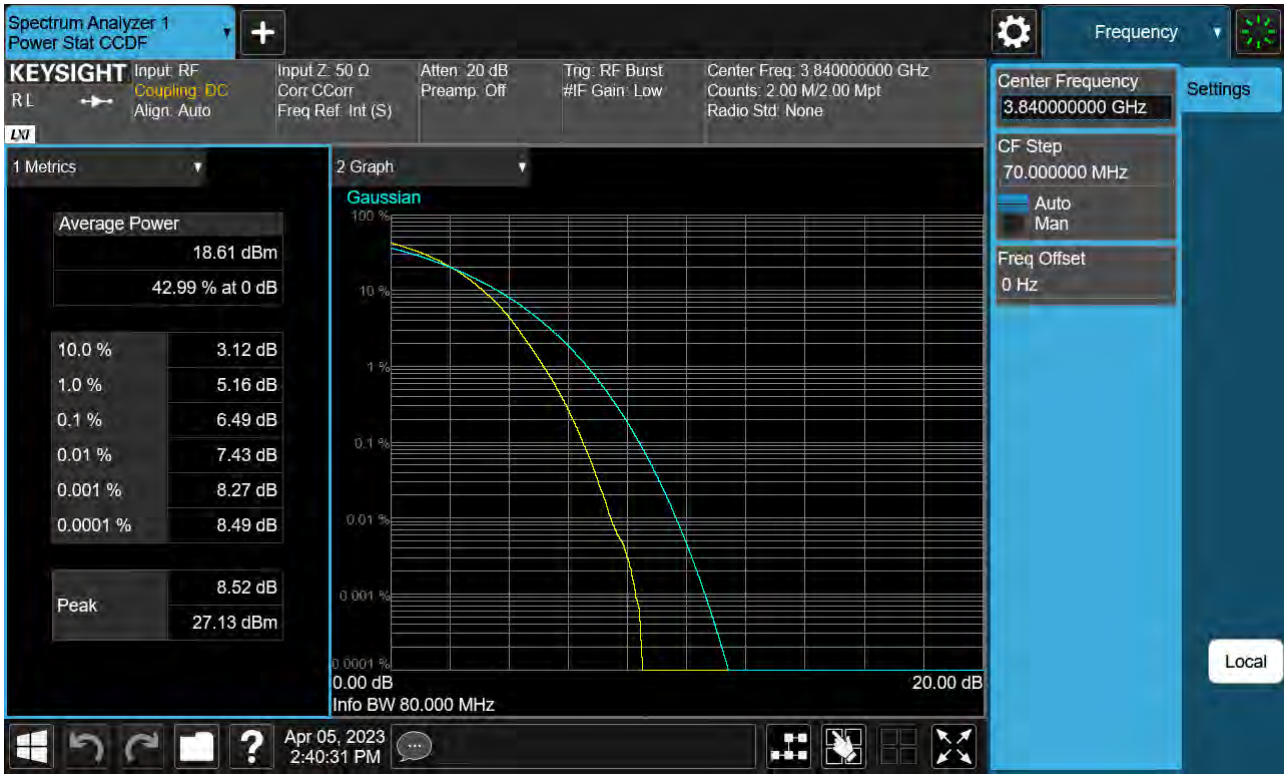 Spectrum Analyzer 1
Power Stat CCDF
Frequency
KEYSIGHT
RL
LXI
Input: RF
Coupling: DC
Align: Auto
Input Z: 50 Ω
Corr CCorr
Freq Ref: Int (S)
Atten: 20 dB
Preamp: Off
Trig: RF Burst
#IF Gain: Low
Center Freq: 3.840000000 GHz
Counts: 2.00 M/2.00 Mpt
Radio Std: None
Center Frequency
3.840000000 GHz
Settings
CF Step
70.000000 MHz
Auto
Man
Freq Offset
0 Hz
1 Metrics
Average Power
18.61 dBm
42.99 % at 0 dB
10.0 % 3.12 dB
1.0 % 5.16 dB
0.1 % 6.49 dB
0.01 % 7.43 dB
0.001 % 8.27 dB
0.0001 % 8.49 dB
Peak
8.52 dB
27.13 dBm
2 Graph
Gaussian
100 %
10 %
1 %
0.1 %
0.01 %
0.001 %
0.0001 %
0.00 dB
20.00 dB
Info BW 80.000 MHz
Local
?
Apr 05, 2023
2:40:31 PM